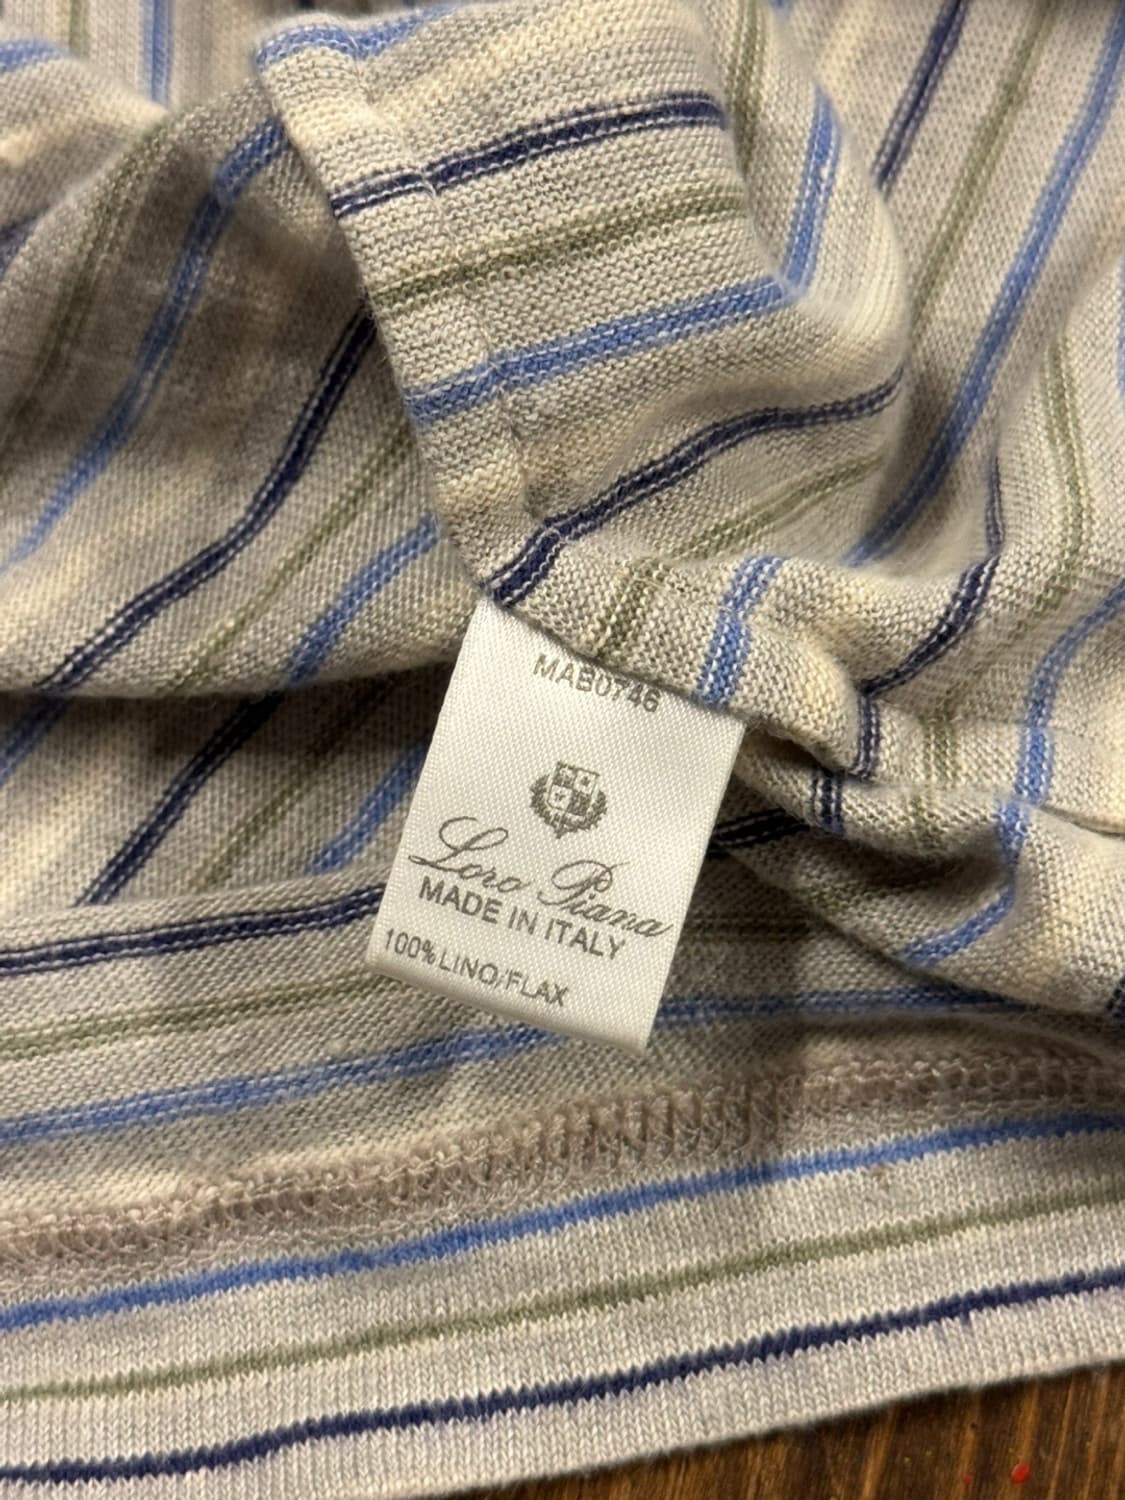 MAB0746
Loro Piana
MADE IN ITALY
100% LINO/FLAX